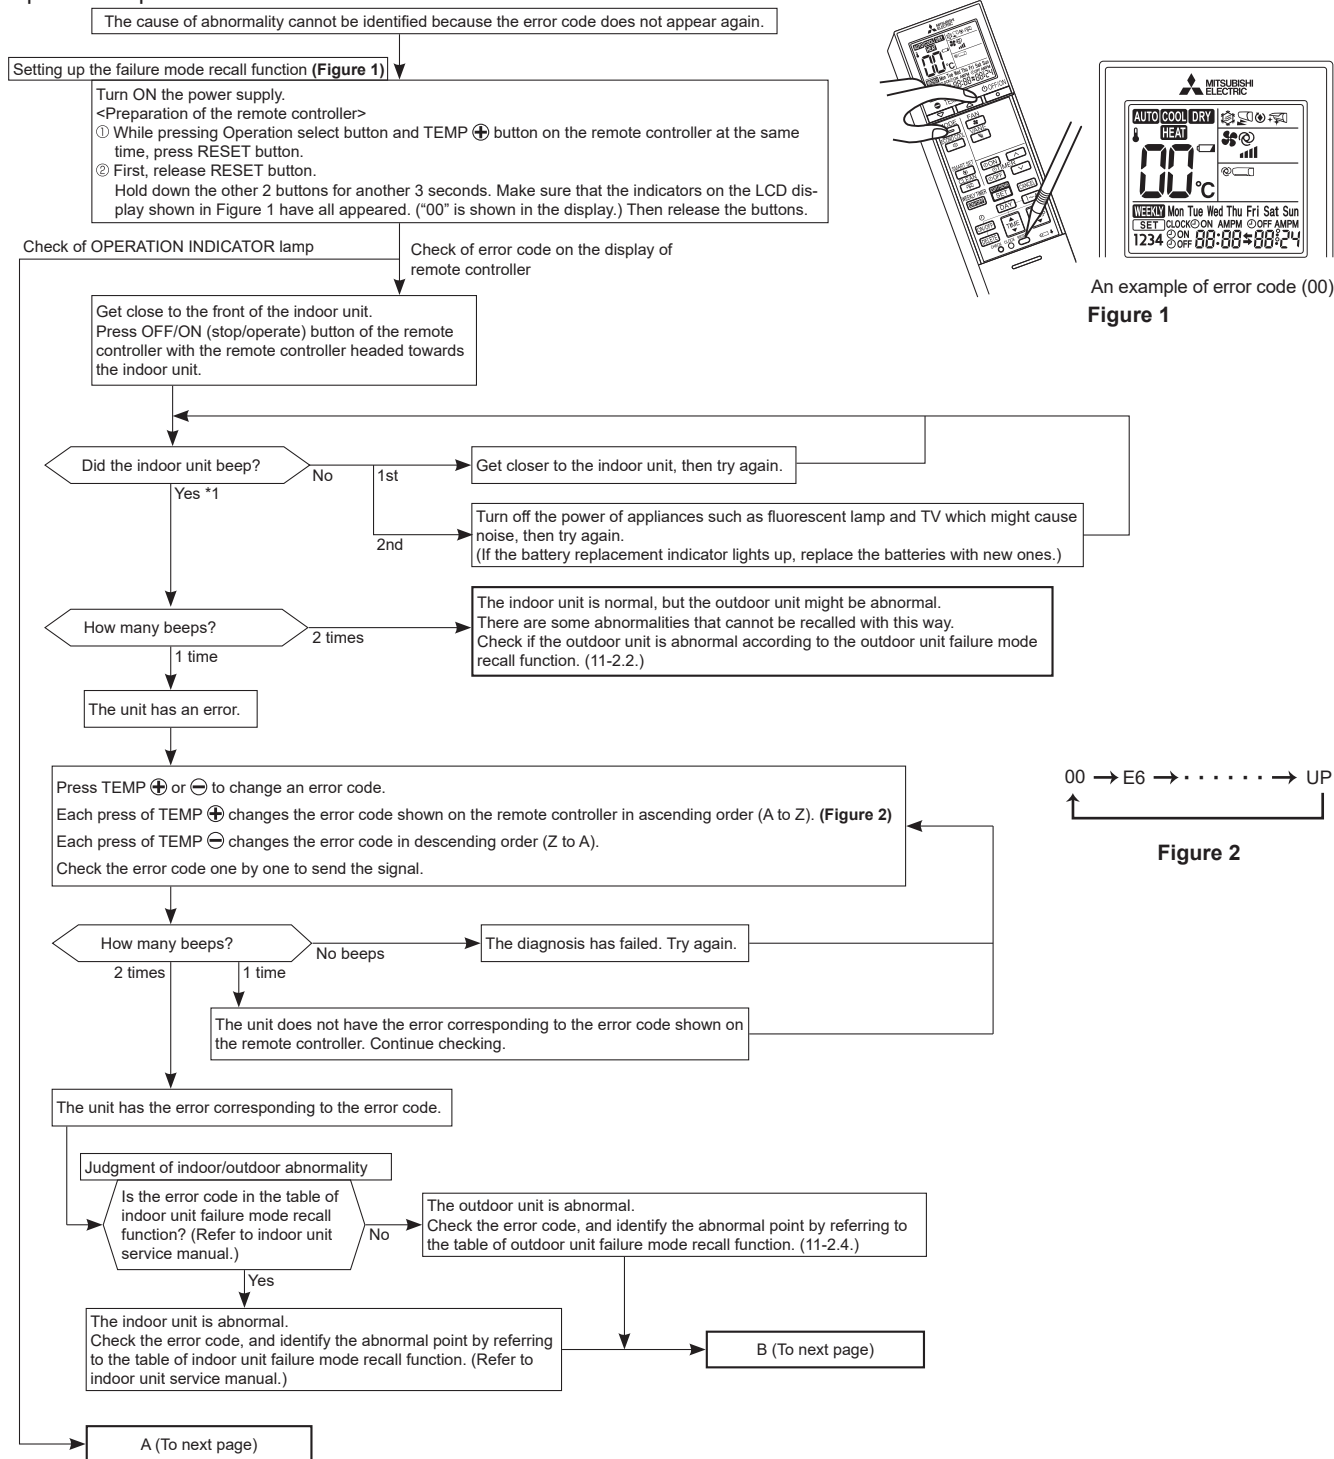 The cause of abnormality cannot be identified because the error code does not appear again.
Setting up the failure mode recall function (Figure 1)
Turn ON the power supply.
<Preparation of the remote controller>
① While pressing Operation select button and TEMP ⊕ button on the remote controller at the same
time, press RESET button.
② First, release RESET button.
Hold down the other 2 buttons for another 3 seconds. Make sure that the indicators on the LCD dis-
play shown in Figure 1 have all appeared. (“00” is shown in the display.) Then release the buttons.
MITSUBISHI
ELECTRIC
AUTO COOL DRY
HEAT
00°C
WEEKLY Mon Tue Wed Thu Fri Sat Sun
SET CLOCK ON AMPM OFF AMPM
1234 ON OFF 88:88 88:88
An example of error code (00)
Figure 1
Check of OPERATION INDICATOR lamp
Check of error code on the display of
remote controller
Get close to the front of the indoor unit.
Press OFF/ON (stop/operate) button of the remote
controller with the remote controller headed towards
the indoor unit.
Did the indoor unit beep?
No
1st
Get closer to the indoor unit, then try again.
Yes *1
2nd
Turn off the power of appliances such as fluorescent lamp and TV which might cause
noise, then try again.
(If the battery replacement indicator lights up, replace the batteries with new ones.)
How many beeps?
2 times
The indoor unit is normal, but the outdoor unit might be abnormal.
There are some abnormalities that cannot be recalled with this way.
Check if the outdoor unit is abnormal according to the outdoor unit failure mode
recall function. (11-2.2.)
1 time
The unit has an error.
Press TEMP ⊕ or ⊖ to change an error code.
Each press of TEMP ⊕ changes the error code shown on the remote controller in ascending order (A to Z). (Figure 2)
Each press of TEMP ⊖ changes the error code in descending order (Z to A).
Check the error code one by one to send the signal.
00 → E6 → · · · · · · → UP
Figure 2
How many beeps?
No beeps
The diagnosis has failed. Try again.
2 times
1 time
The unit does not have the error corresponding to the error code shown on
the remote controller. Continue checking.
The unit has the error corresponding to the error code.
Judgment of indoor/outdoor abnormality
Is the error code in the table of
indoor unit failure mode recall
function? (Refer to indoor unit
service manual.)
No
The outdoor unit is abnormal.
Check the error code, and identify the abnormal point by referring to
the table of outdoor unit failure mode recall function. (11-2.4.)
Yes
The indoor unit is abnormal.
Check the error code, and identify the abnormal point by referring
to the table of indoor unit failure mode recall function. (Refer to
indoor unit service manual.)
B (To next page)
A (To next page)